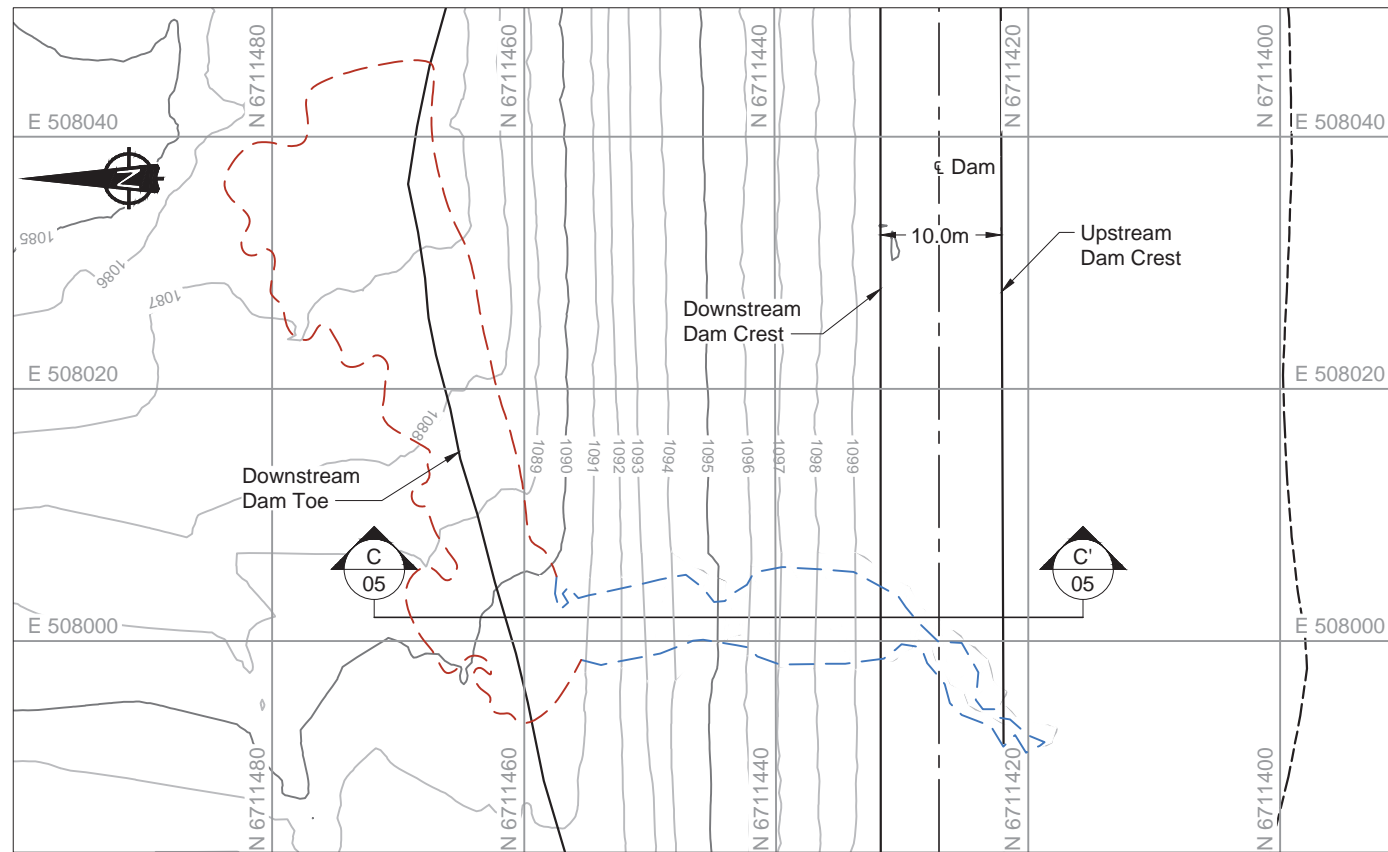 N 6711480
N 6711460
N 6711440
N 6711420
N 6711400
E 508040
E 508040
N
℄ Dam
10.0m
Upstream
Dam Crest
1085
1086
1087
Downstream
Dam Crest
E 508020
E 508020
1088
1089
1090
1091
1092
1093
1094
1095
1096
1097
1098
1099
Downstream
Dam Toe
C
05
C'
05
E 508000
E 508000
N 6711480
N 6711460
N 6711440
N 6711420
N 6711400